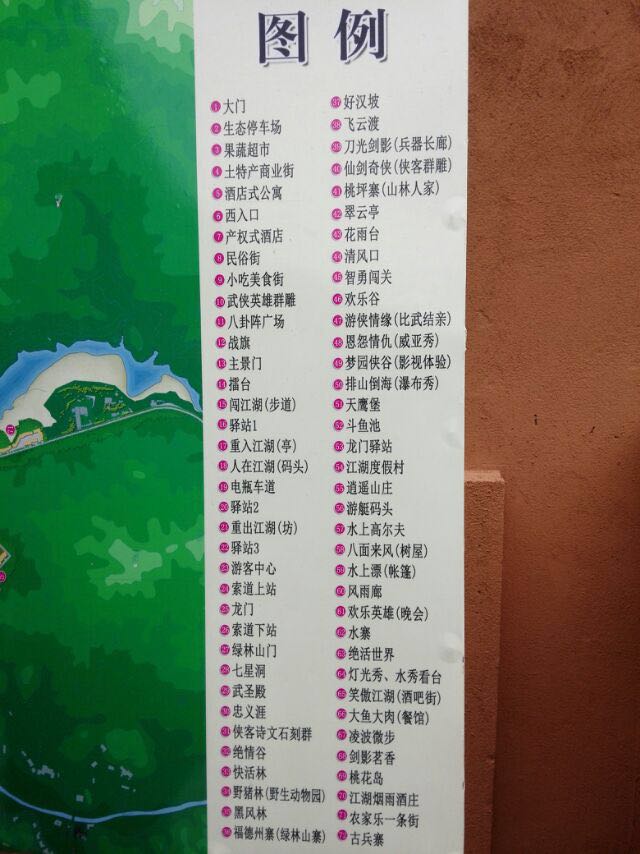 图例
1 大门
2 生态停车场
3 果蔬超市
4 土特产商业街
5 酒店式公寓
6 西入口
7 产权式酒店
8 民俗街
9 小吃美食街
10 武侠英雄群雕
11 八卦阵广场
12 战旗
13 主景门
14 擂台
15 闯江湖(步道)
16 驿站1
17 重入江湖(亭)
18 人在江湖(码头)
19 电瓶车道
20 驿站2
21 重出江湖(坊)
22 驿站3
23 游客中心
24 索道上站
25 龙门
26 索道下站
27 绿林山门
28 七星洞
29 武圣殿
30 忠义涯
31 侠客诗文石刻群
32 绝情谷
33 快活林
34 野猪林(野生动物园)
35 黑风林
36 福德州寨(绿林山寨)
37 好汉坡
38 飞云渡
39 刀光剑影(兵器长廊)
40 仙剑奇侠(侠客群雕)
41 桃坪寨(山林人家)
42 翠云亭
43 花雨台
44 清风口
45 智勇闯关
46 欢乐谷
47 游侠情缘(比武结亲)
48 恩怨情仇(威亚秀)
49 梦园侠谷(影视体验)
50 排山倒海(瀑布秀)
51 天鹰堡
52 斗鱼池
53 龙门驿站
54 江湖度假村
55 逍遥山庄
56 游艇码头
57 水上高尔夫
58 八面来风(树屋)
59 水上漂(帐篷)
60 风雨廊
61 欢乐英雄(晚会)
62 水寨
63 绝活世界
64 灯光秀、水秀看台
65 笑傲江湖(酒吧街)
66 大鱼大肉(餐馆)
67 凌波微步
68 剑影茗香
69 桃花岛
70 江湖烟雨酒庄
71 农家乐一条街
72 古兵寨